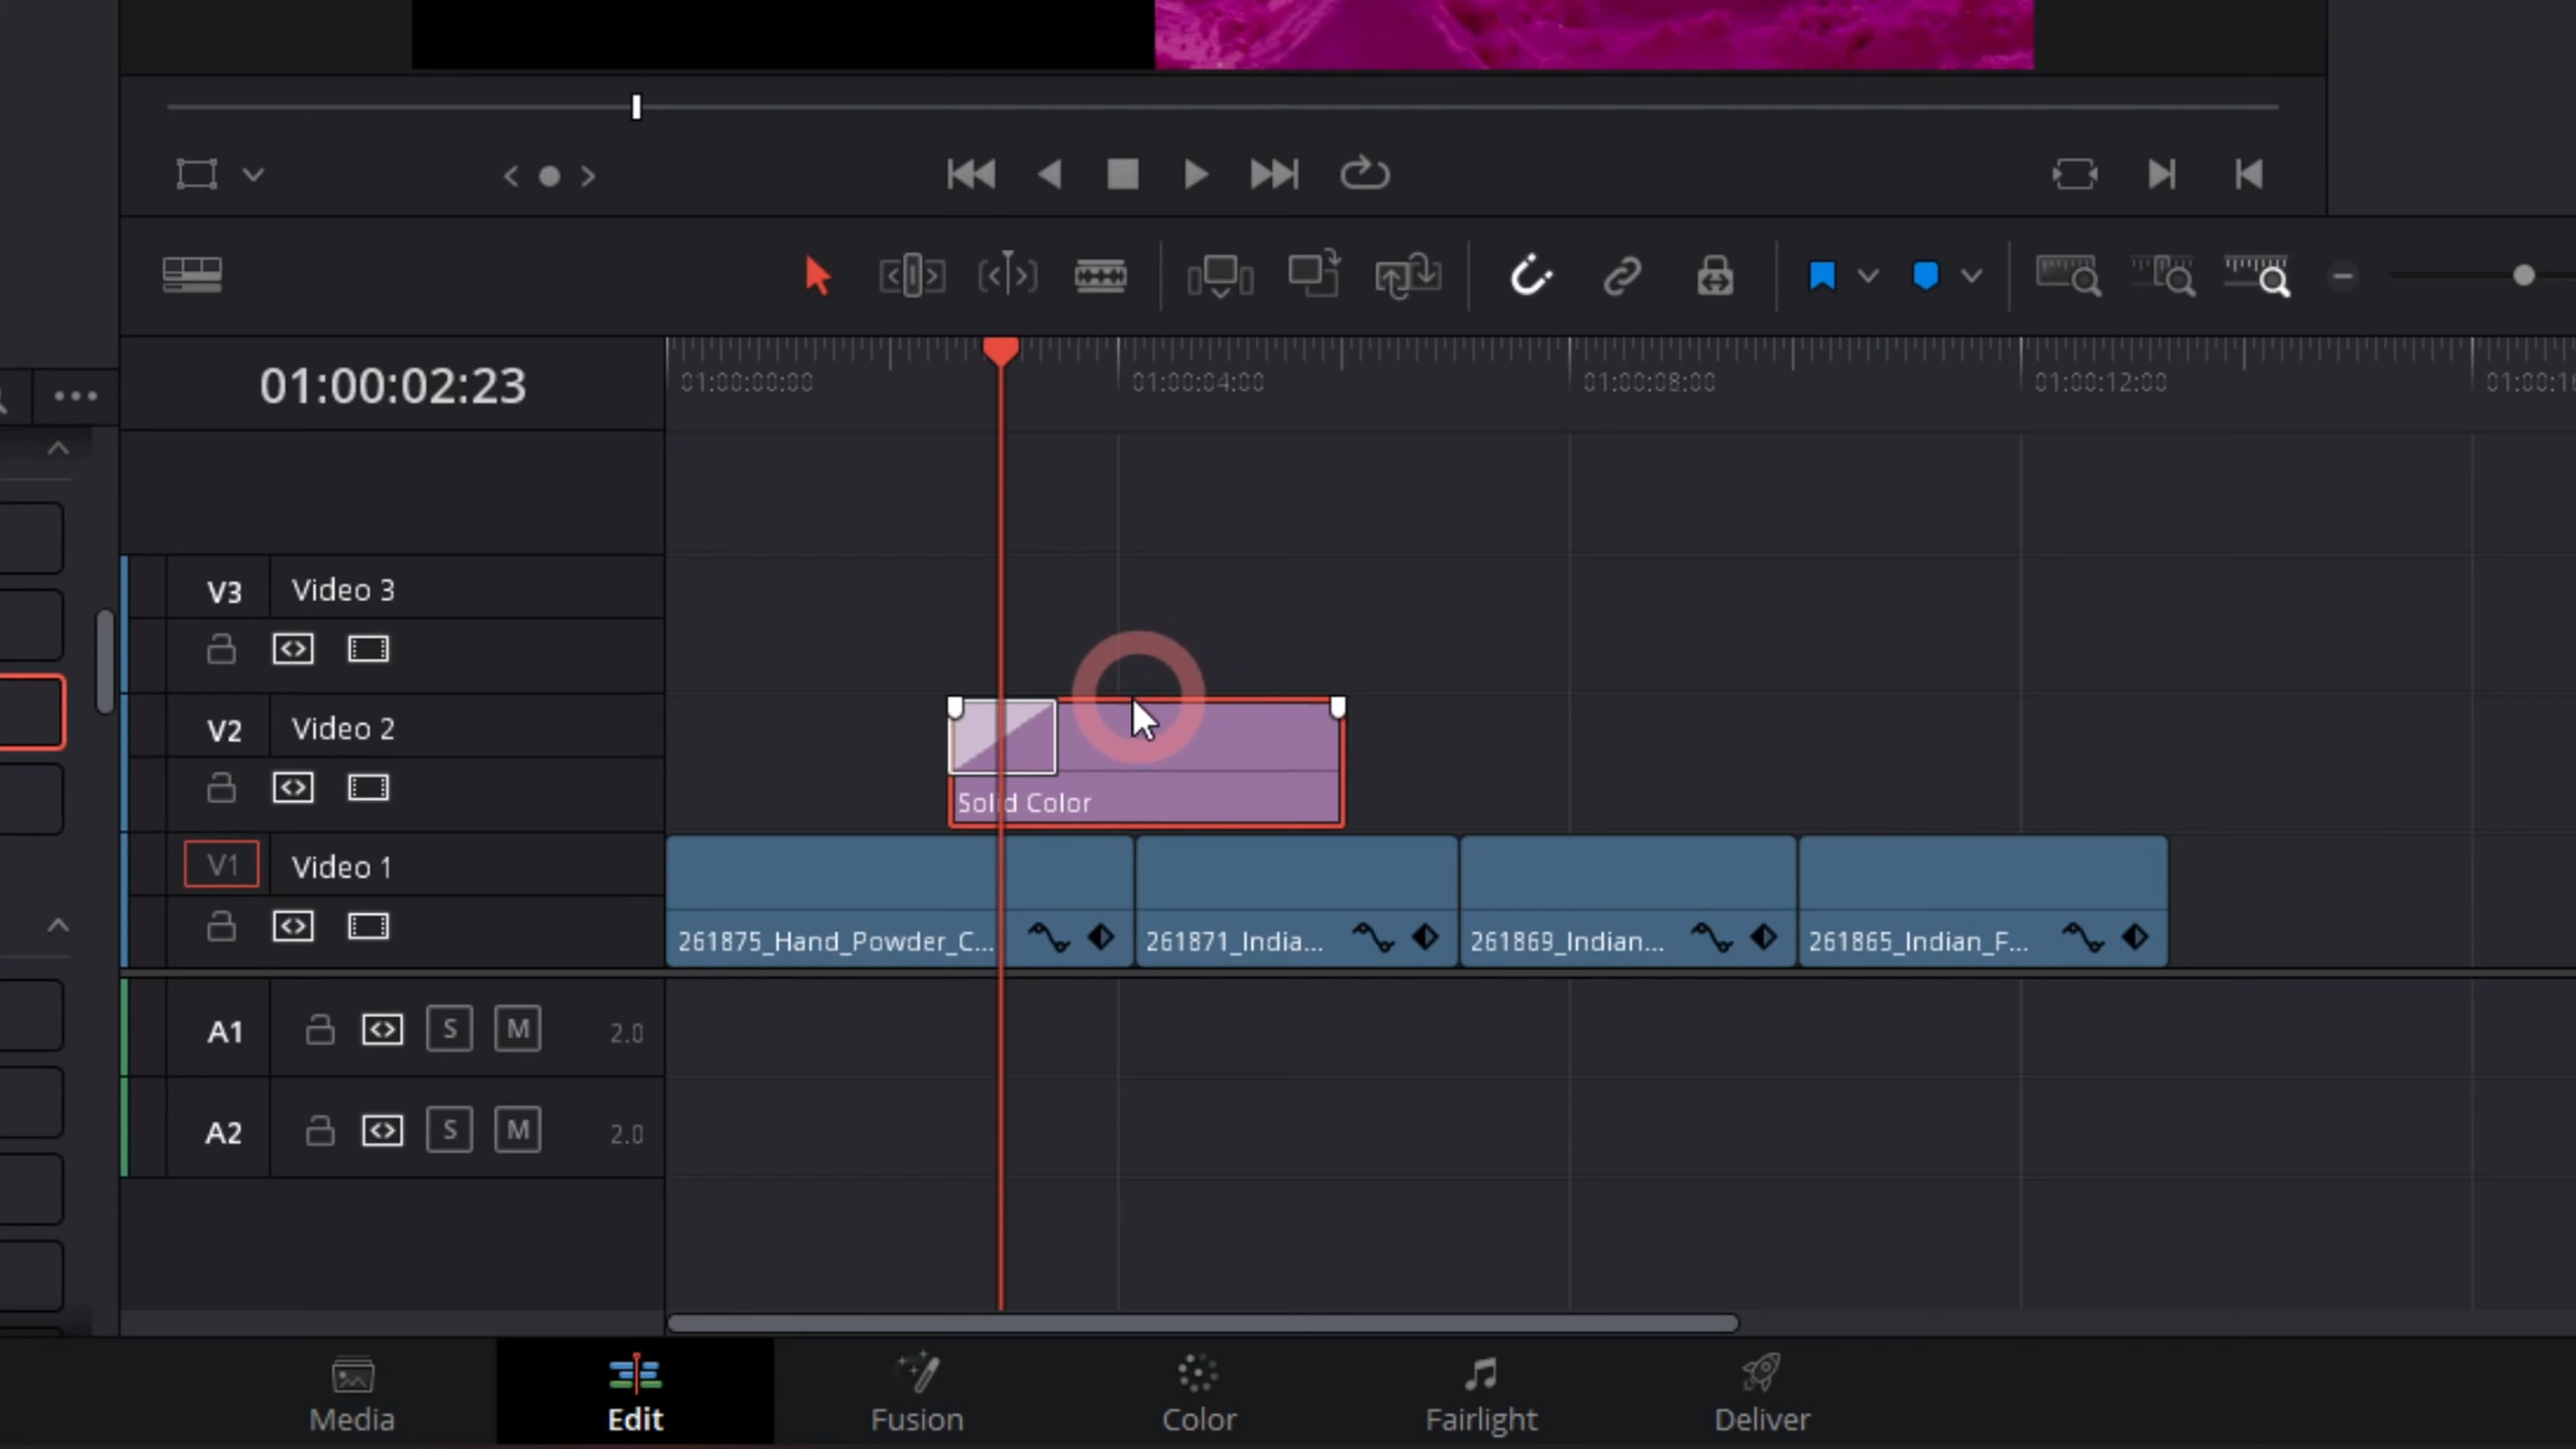 01:00:02:23
01:00:00:00
01:00:04:00
01:00:08:00
01:00:12:00
V3 Video 3
V2 Video 2
Solid Color
V1 Video 1
261875_Hand_Powder_C...
261871_India...
261869_Indian...
261865_Indian_F...
A1 S M 2.0
A2 S M 2.0
Media
Edit
Fusion
Color
Fairlight
Deliver